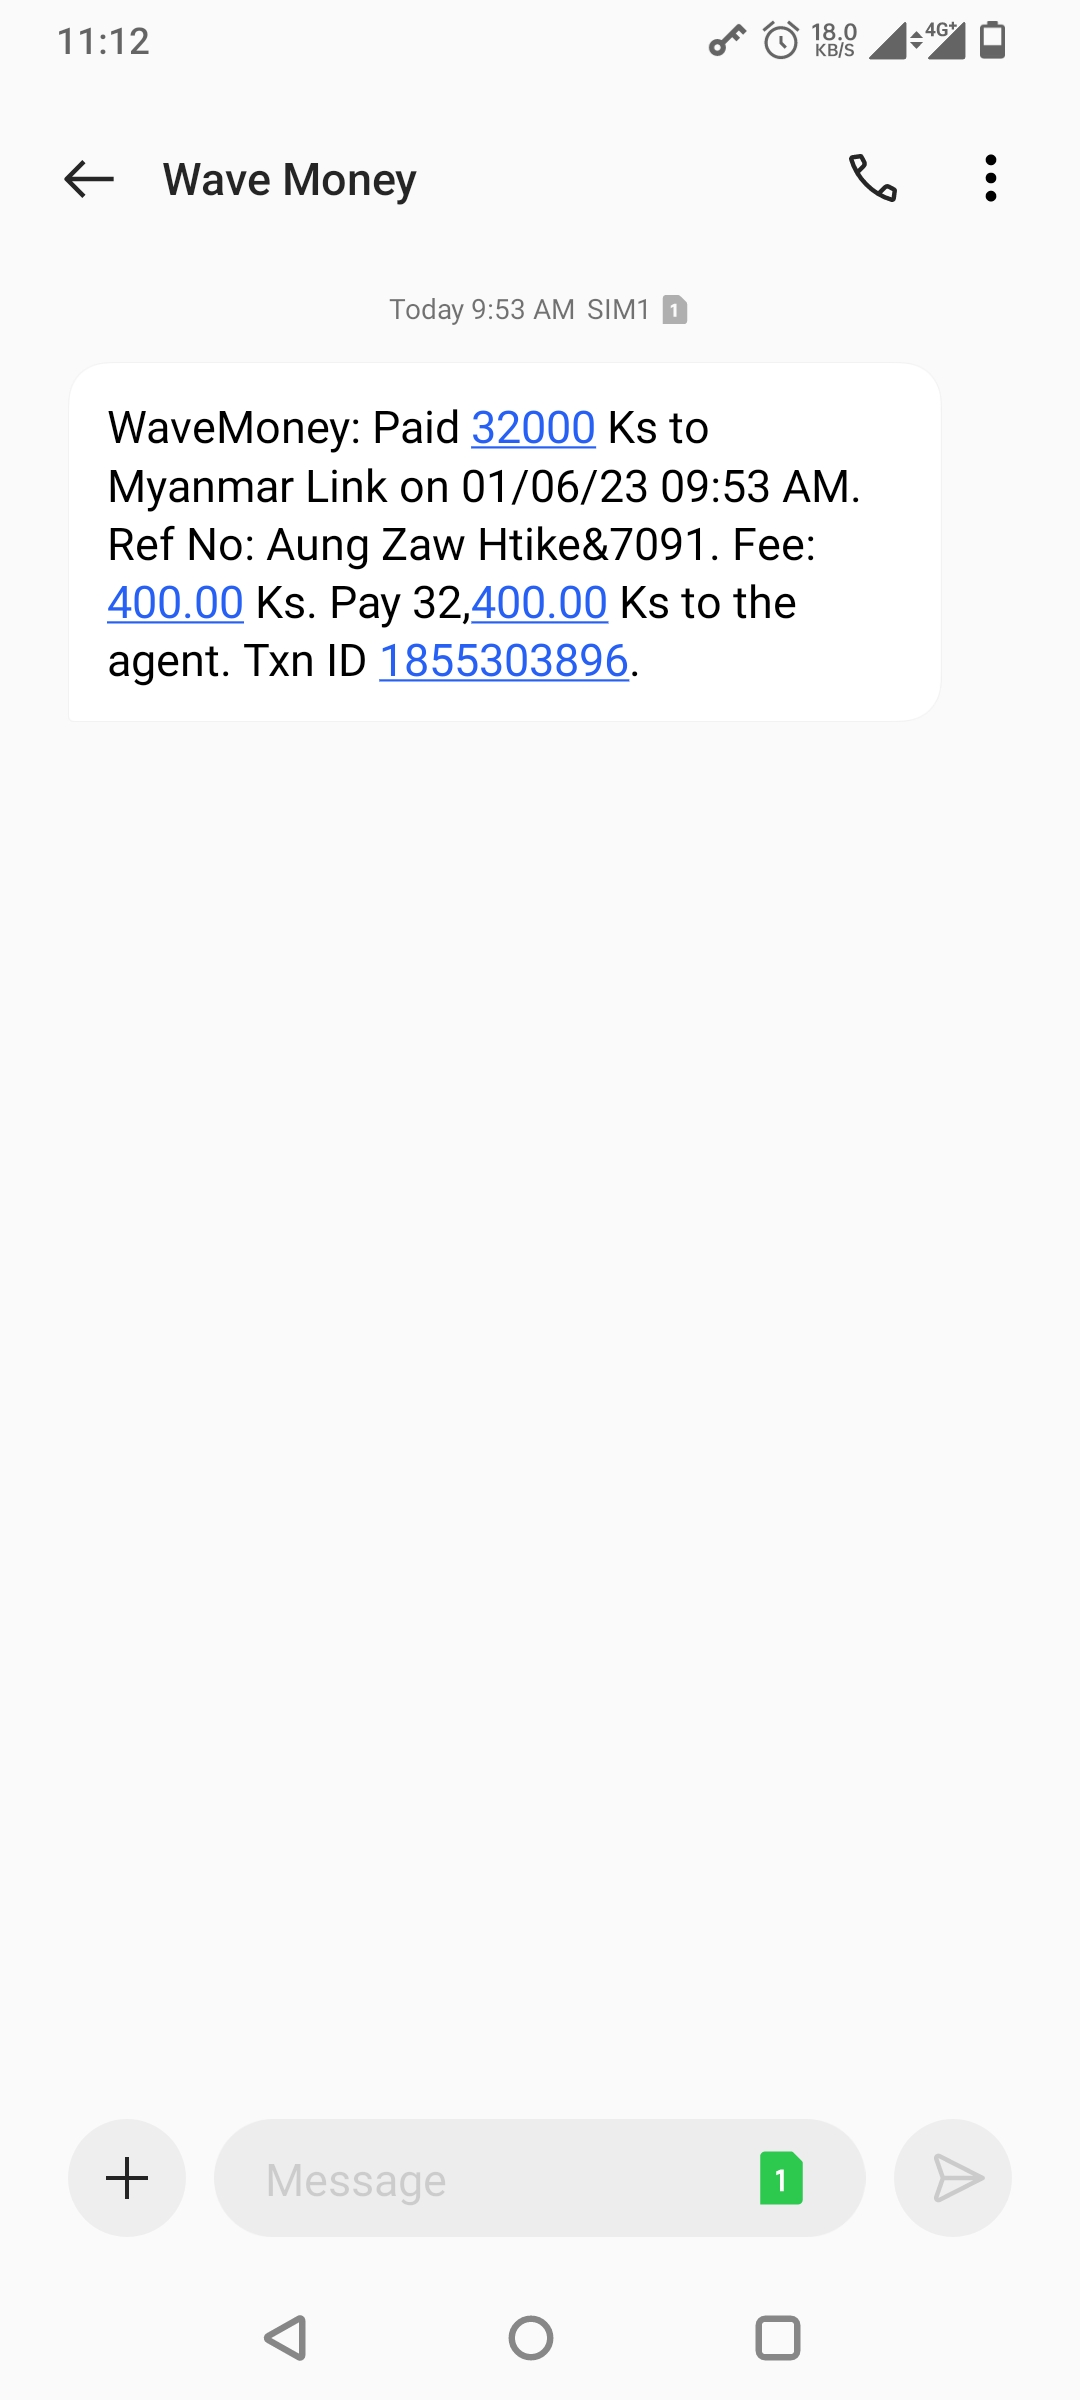 11:12
18.0
KB/S
4G+
Wave Money
Today 9:53 AM SIM1 1
WaveMoney: Paid 32000 Ks to
Myanmar Link on 01/06/23 09:53 AM.
Ref No: Aung Zaw Htike&7091. Fee:
400.00 Ks. Pay 32,400.00 Ks to the
agent. Txn ID 1855303896.
Message
1